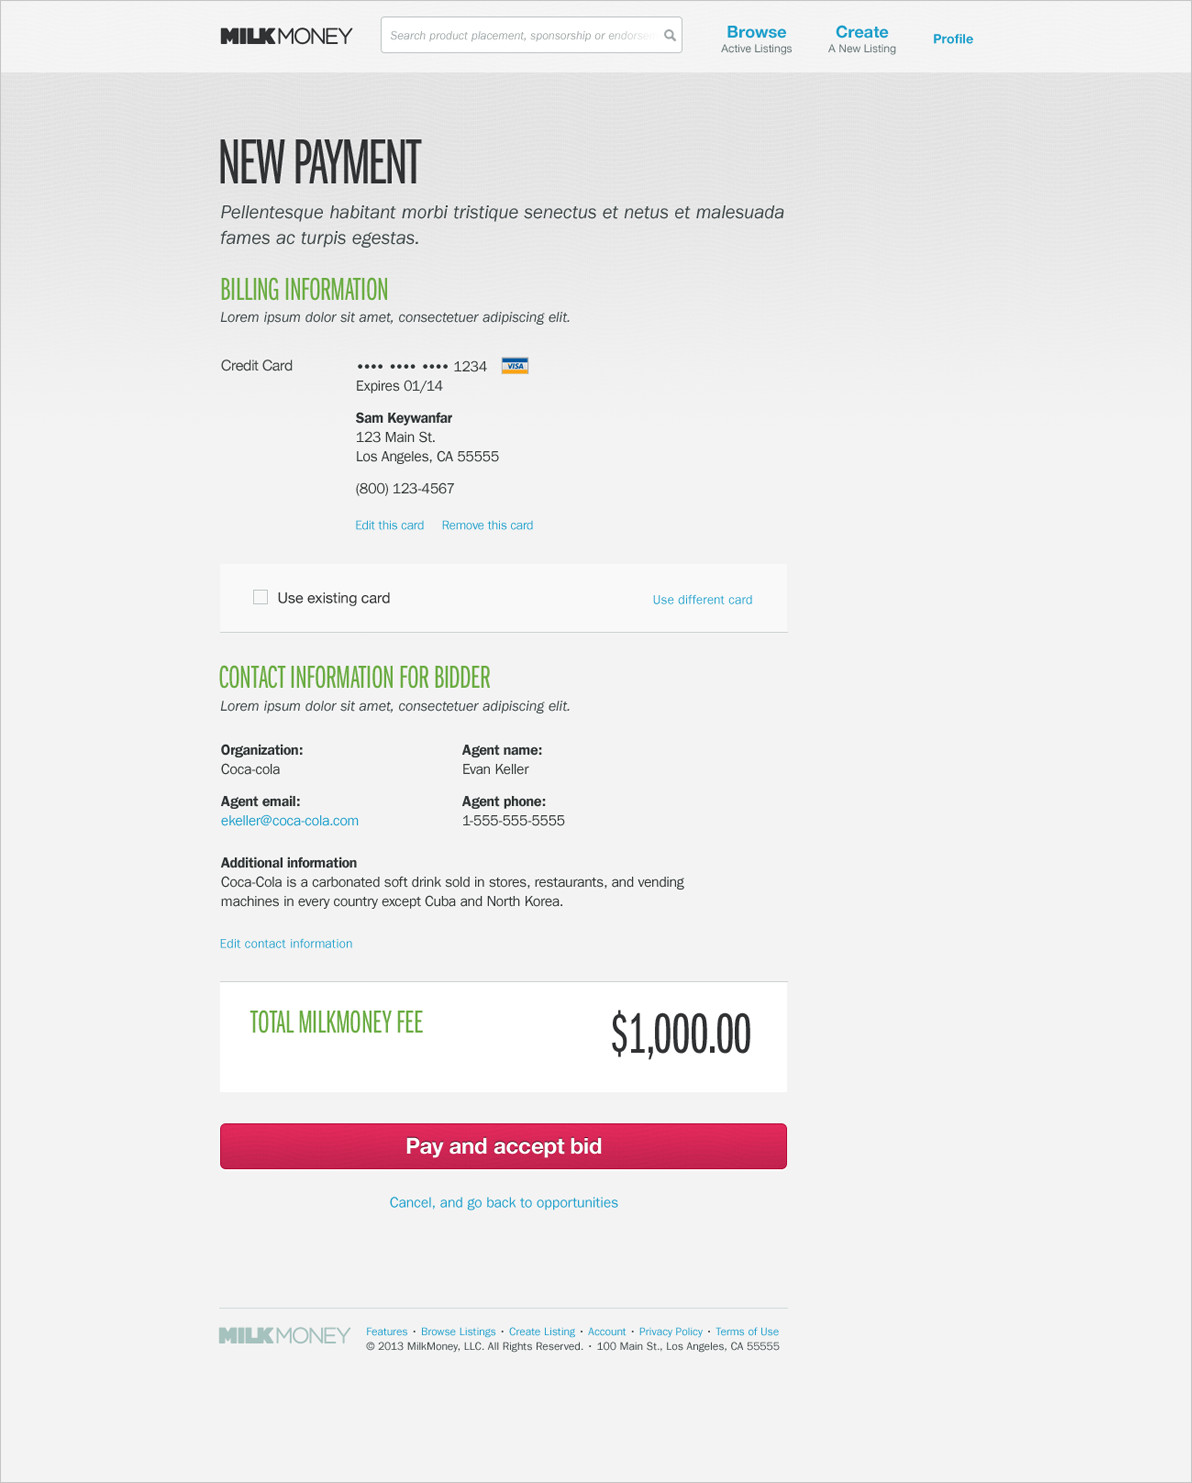 MILKMONEY
Search product placement, sponsorship or endorse
Browse
Active Listings
Create
A New Listing
Profile
NEW PAYMENT
Pellentesque habitant morbi tristique senectus et netus et malesuada
fames ac turpis egestas.
BILLING INFORMATION
Lorem ipsum dolor sit amet, consectetuer adipiscing elit.
Credit Card
•••• •••• •••• 1234 VISA
Expires 01/14
Sam Keywanfar
123 Main St.
Los Angeles, CA 55555
(800) 123-4567
Edit this card Remove this card
Use existing card
Use different card
CONTACT INFORMATION FOR BIDDER
Lorem ipsum dolor sit amet, consectetuer adipiscing elit.
Organization:
Coca-cola
Agent name:
Evan Keller
Agent email:
ekeller@coca-cola.com
Agent phone:
1-555-555-5555
Additional information
Coca-Cola is a carbonated soft drink sold in stores, restaurants, and vending
machines in every country except Cuba and North Korea.
Edit contact information
TOTAL MILKMONEY FEE
$1,000.00
Pay and accept bid
Cancel, and go back to opportunities
MILKMONEY
Features • Browse Listings • Create Listing • Account • Privacy Policy • Terms of Use
© 2013 MilkMoney, LLC. All Rights Reserved. • 100 Main St., Los Angeles, CA 55555